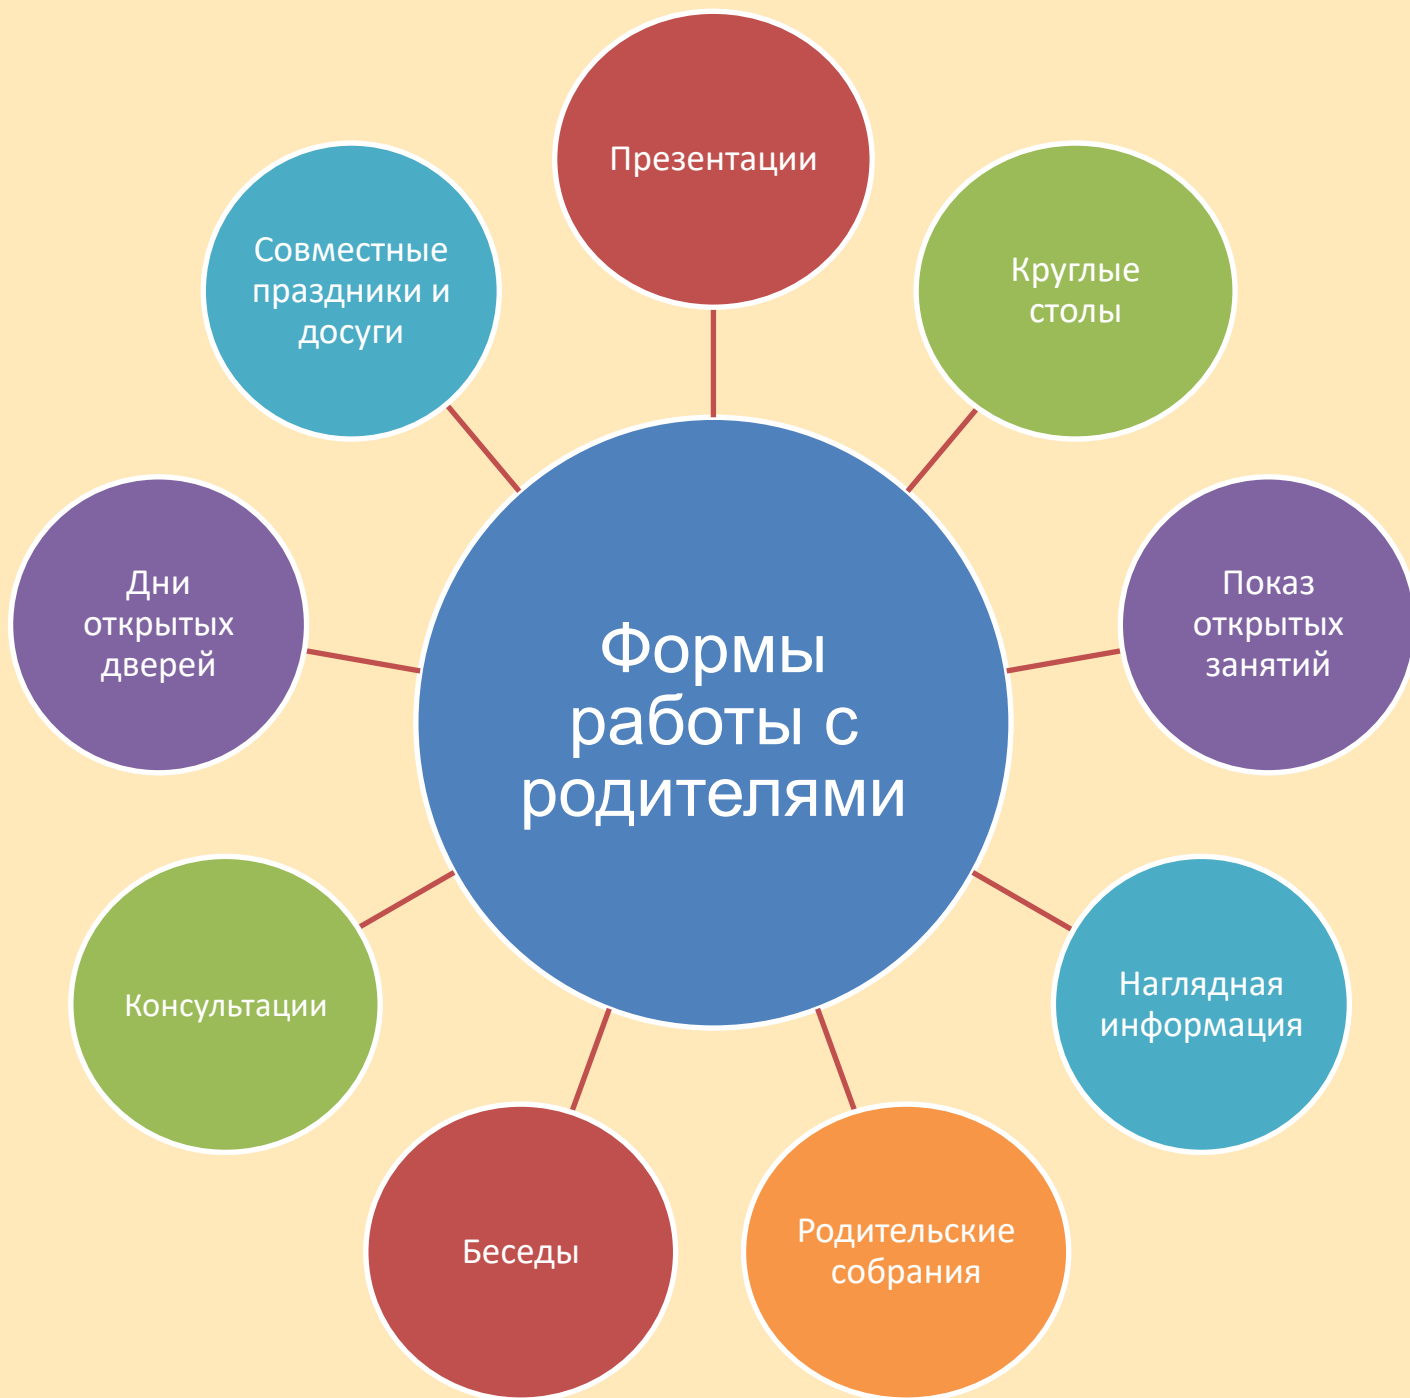 Презентации
Круглые
столы
Показ
открытых
занятий
Наглядная
информация
Родительские
собрания
Беседы
Консультации
Дни
открытых
дверей
Совместные
праздники и
досуги
Формы
работы с
родителями